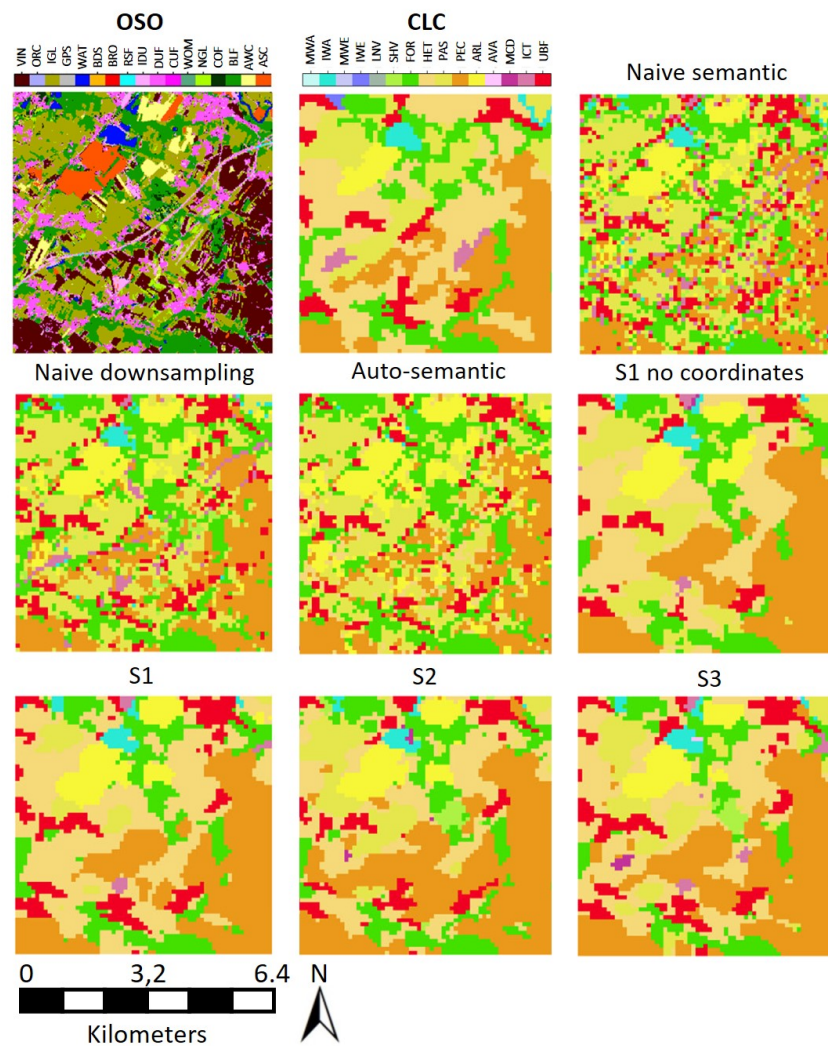 OSO
CLC
VIN ORC IGL GPS WAT BDS BRO RSF IDU DUF CUF WOM NGL COF BLF AWC ASC
MWA IWA MWE IWE LNV SHV FOR HET PAS PEC ARL AVA MCD ICT UBF
Naive semantic
Naive downsampling
Auto-semantic
S1 no coordinates
S1
S2
S3
0 3,2 6.4
N
Kilometers